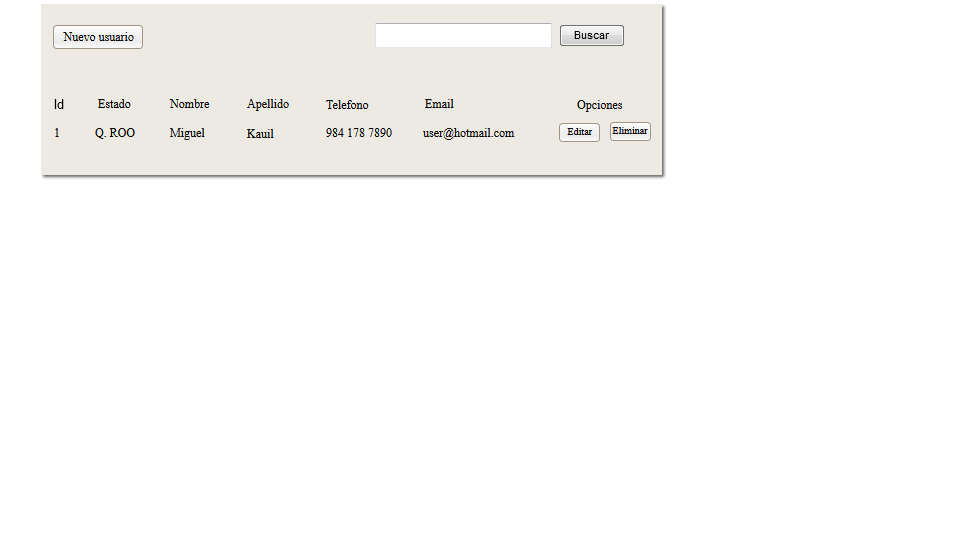 Nuevo usuario Buscar
Id Estado Nombre Apellido Telefono Email Opciones
1 Q. ROO Miguel Kauil 984 178 7890 user@hotmail.com Editar Eliminar